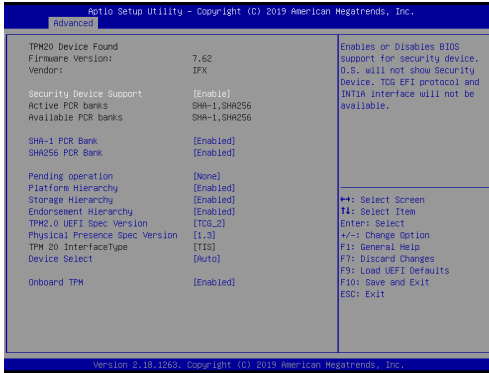 Aptio Setup Utility – Copyright (C) 2019 American Megatrends, Inc.
Advanced
TPM20 Device Found
Firmware Version: 7.62
Vendor: IFX
Security Device Support [Enable]
Active PCR banks SHA-1,SHA256
Available PCR banks SHA-1,SHA256
SHA-1 PCR Bank [Enabled]
SHA256 PCR Bank [Enabled]
Pending operation [None]
Platform Hierarchy [Enabled]
Storage Hierarchy [Enabled]
Endorsement Hierarchy [Enabled]
TPM2.0 UEFI Spec Version [TCG_2]
Physical Presence Spec Version [1.3]
TPM 20 InterfaceType [TIS]
Device Select [Auto]
Onboard TPM [Enabled]
Enables or Disables BIOS
support for security device.
O.S. will not show Security
Device. TCG EFI protocol and
INT1A interface will not be
available.
↔: Select Screen
↑↓: Select Item
Enter: Select
+/-: Change Option
F1: General Help
F7: Discard Changes
F9: Load UEFI Defaults
F10: Save and Exit
ESC: Exit
Version 2.18.1263. Copyright (C) 2019 American Megatrends, Inc.